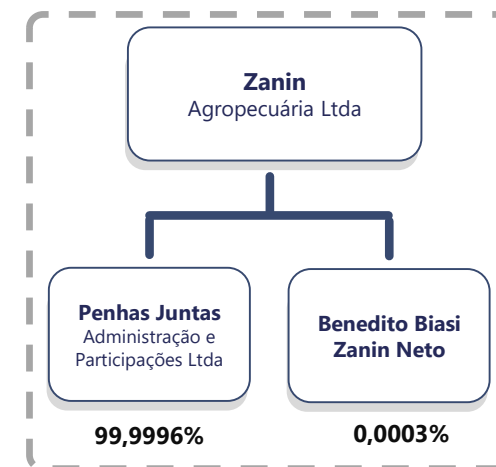 Zanin
Agropecuária Ltda
Penhas Juntas
Administração e
Participações Ltda
Benedito Biasi
Zanin Neto
99,9996%
0,0003%